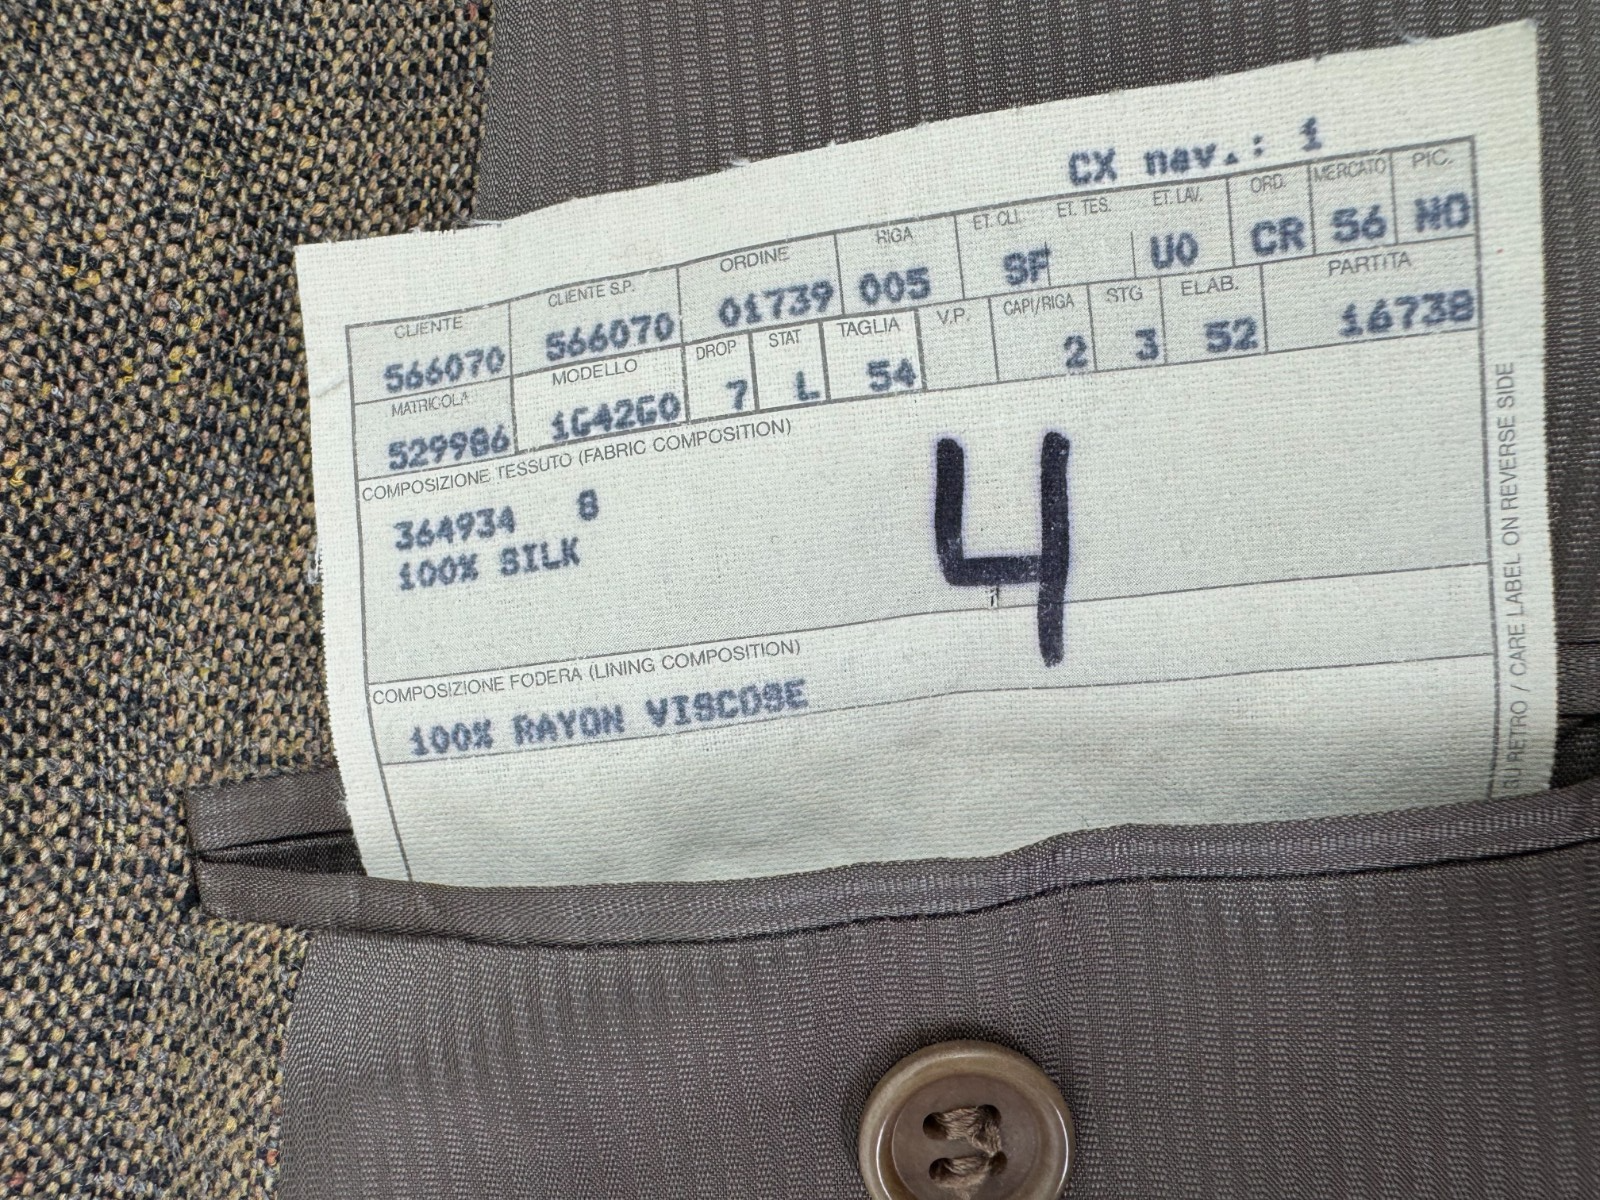 CX nav.: 1
CLIENTE CLIENTE S.P. ORDINE RIGA ET. CLI. ET. TES. ET. LAV. ORD. MERCATO PIC.
566070 566070 01739 005 SF U0 CR 56 NO
MATRICOLA MODELLO DROP STAT TAGLIA V.P. CAPI/RIGA STG ELAB. PARTITA
529986 1G42G0 7 L 54 2 3 52 16738
COMPOSIZIONE TESSUTO (FABRIC COMPOSITION)
364934 8
100% SILK
4
COMPOSIZIONE FODERA (LINING COMPOSITION)
100% RAYON VISCOSE
RETRO / CARE LABEL ON REVERSE SIDE